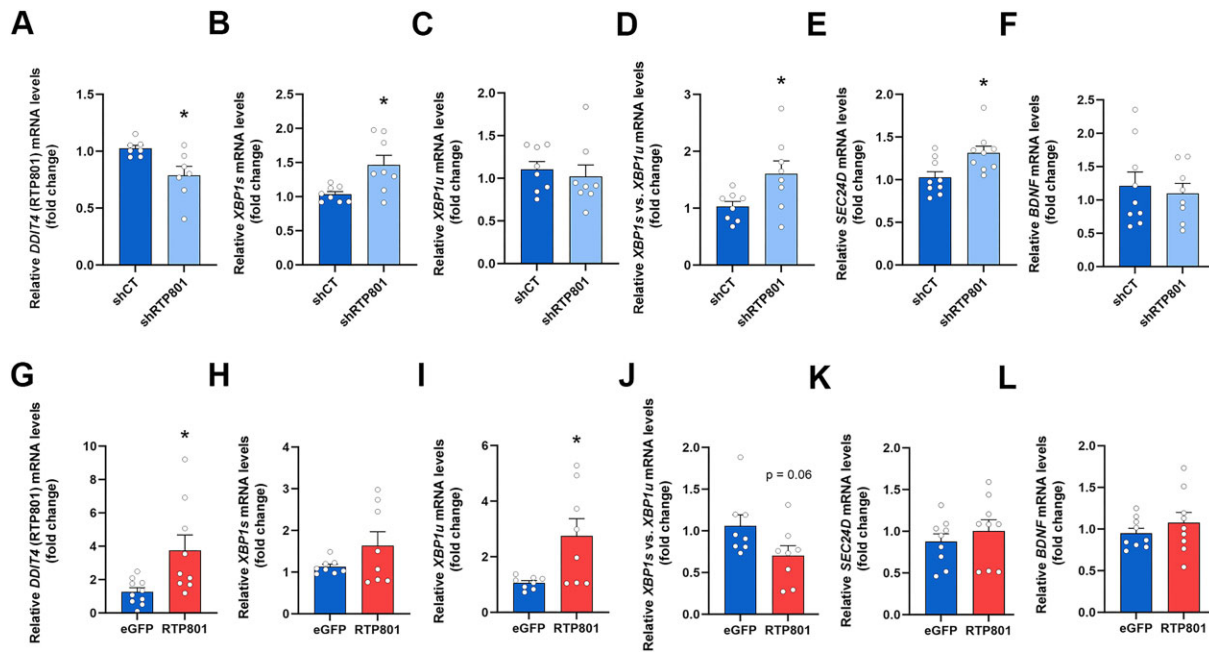 A
B
C
D
E
F
Relative DDIT4 (RTP801) mRNA levels
(fold change)
1.5
1.0
0.5
0.0
*
shCT
shRTP801
Relative XBP1s mRNA levels
(fold change)
2.5
2.0
1.5
1.0
0.5
0.0
*
shCT
shRTP801
Relative XBP1u mRNA levels
(fold change)
2.0
1.5
1.0
0.5
0.0
shCT
shRTP801
Relative XBP1s vs. XBP1u mRNA levels
(fold change)
3
2
1
0
*
shCT
shRTP801
Relative SEC24D mRNA levels
(fold change)
2.0
1.5
1.0
0.5
0.0
*
shCT
shRTP801
Relative BDNF mRNA levels
(fold change)
2.5
2.0
1.5
1.0
0.5
0.0
shCT
shRTP801
G
H
I
J
K
L
Relative DDIT4 (RTP801) mRNA levels
(fold change)
10
8
6
4
2
0
*
eGFP RTP801
Relative XBP1s mRNA levels
(fold change)
4
3
2
1
0
eGFP RTP801
Relative XBP1u mRNA levels
(fold change)
6
4
2
0
*
eGFP RTP801
Relative XBP1s vs. XBP1u mRNA levels
(fold change)
2.0
1.5
1.0
0.5
0.0
p = 0.06
eGFP RTP801
Relative SEC24D mRNA levels
(fold change)
2.0
1.5
1.0
0.5
0.0
eGFP RTP801
Relative BDNF mRNA levels
(fold change)
2.0
1.5
1.0
0.5
0.0
eGFP RTP801